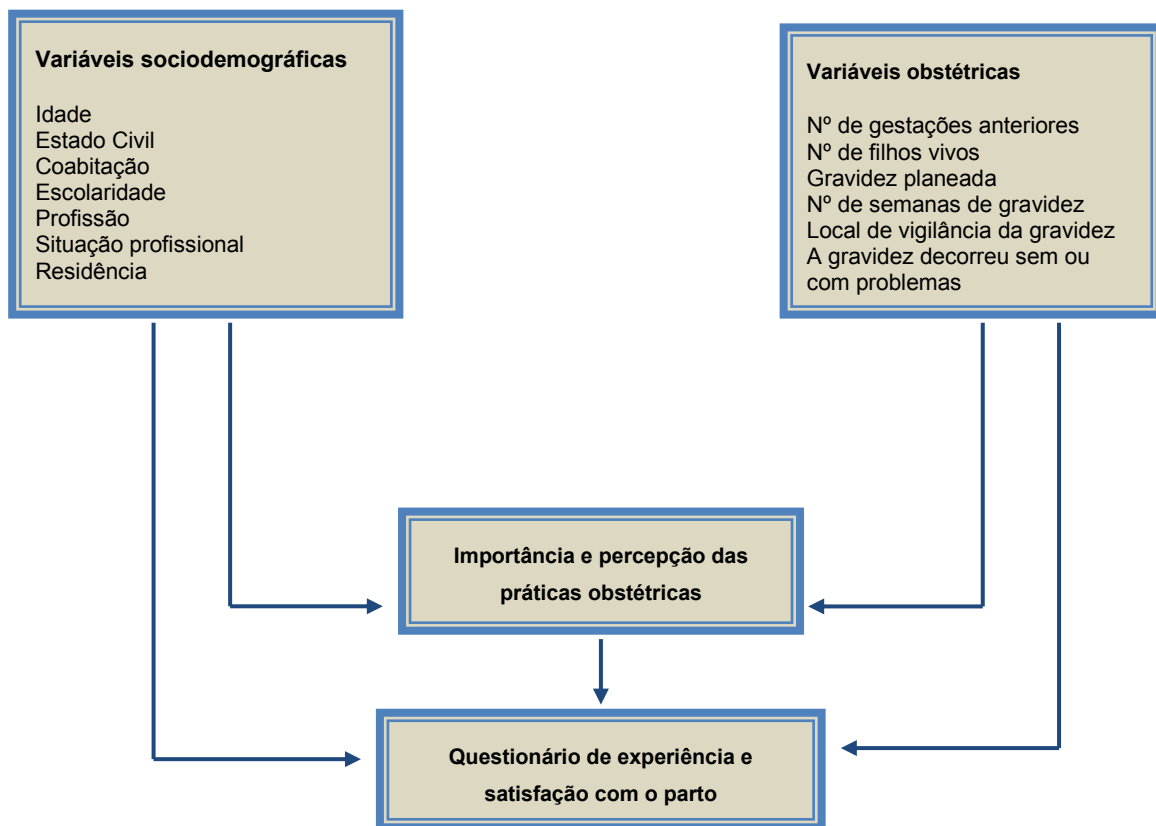 Variáveis sociodemográficas
Idade
Estado Civil
Coabitação
Escolaridade
Profissão
Situação profissional
Residência
Variáveis obstétricas
Nº de gestações anteriores
Nº de filhos vivos
Gravidez planeada
Nº de semanas de gravidez
Local de vigilância da gravidez
A gravidez decorreu sem ou
com problemas
Importância e percepção das
práticas obstétricas
Questionário de experiência e
satisfação com o parto